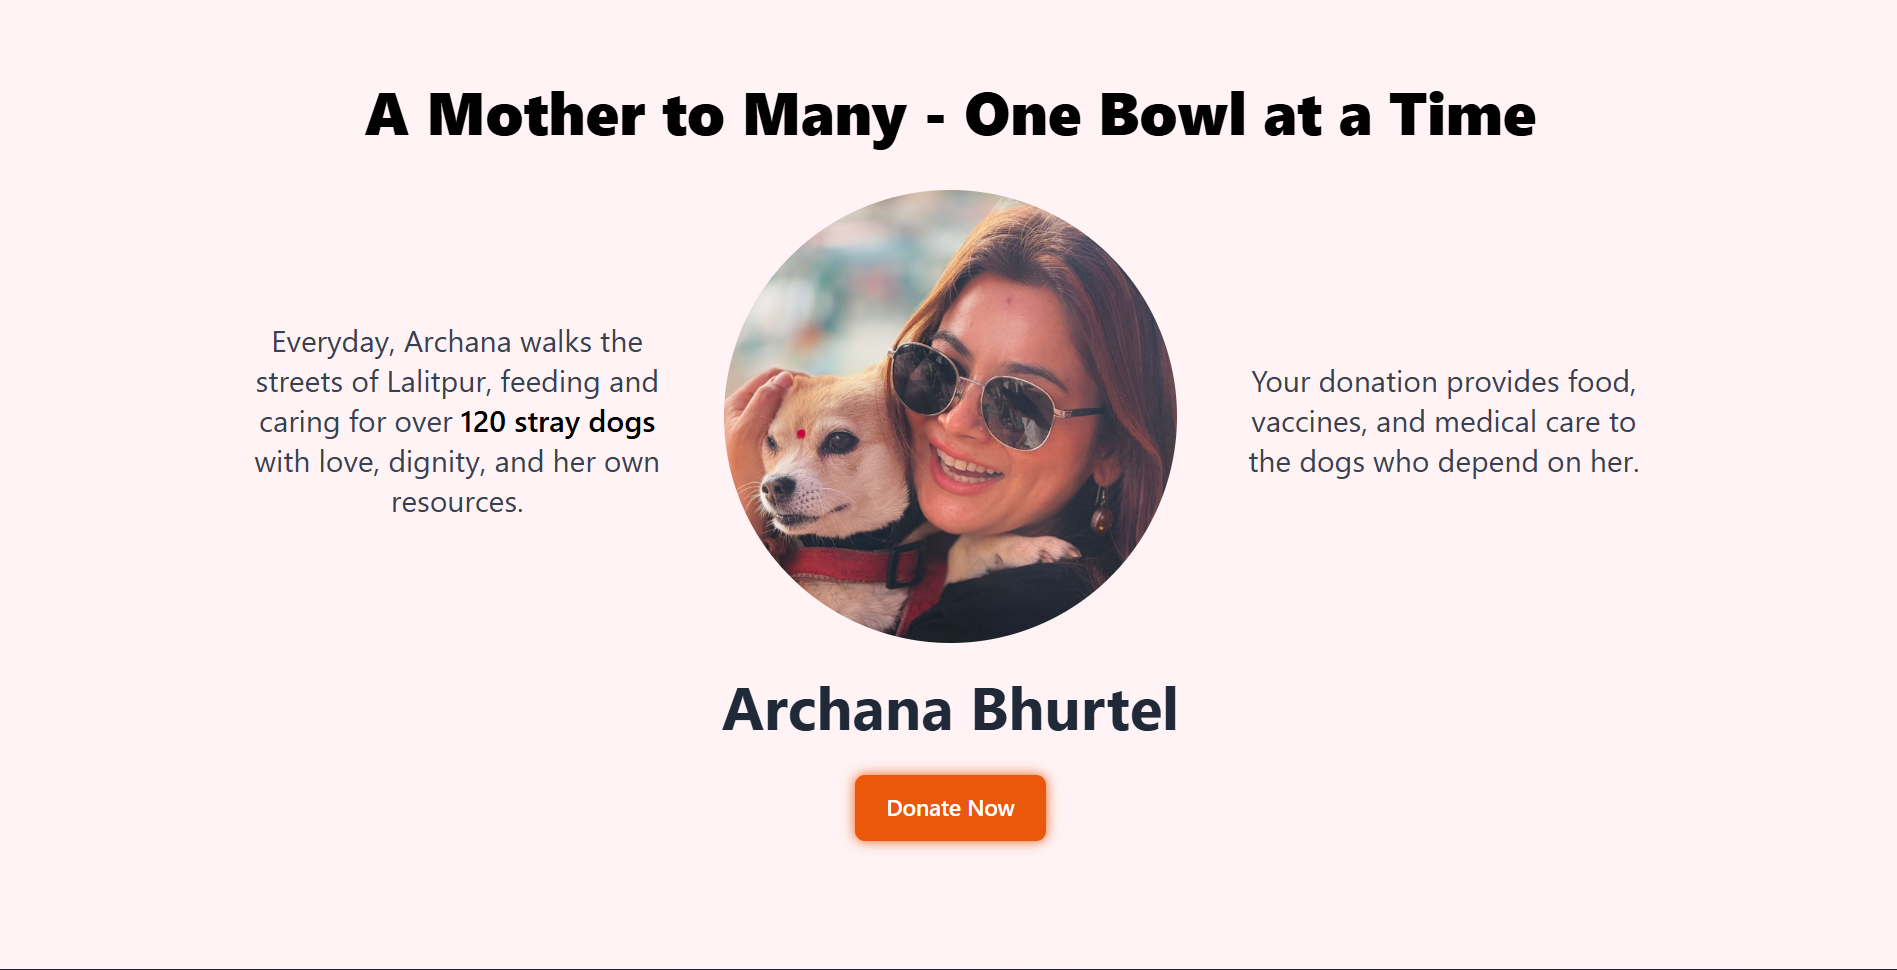 A Mother to Many - One Bowl at a Time
Everyday, Archana walks the
streets of Lalitpur, feeding and
caring for over 120 stray dogs
with love, dignity, and her own
resources.
Your donation provides food,
vaccines, and medical care to
the dogs who depend on her.
Archana Bhurtel
Donate Now